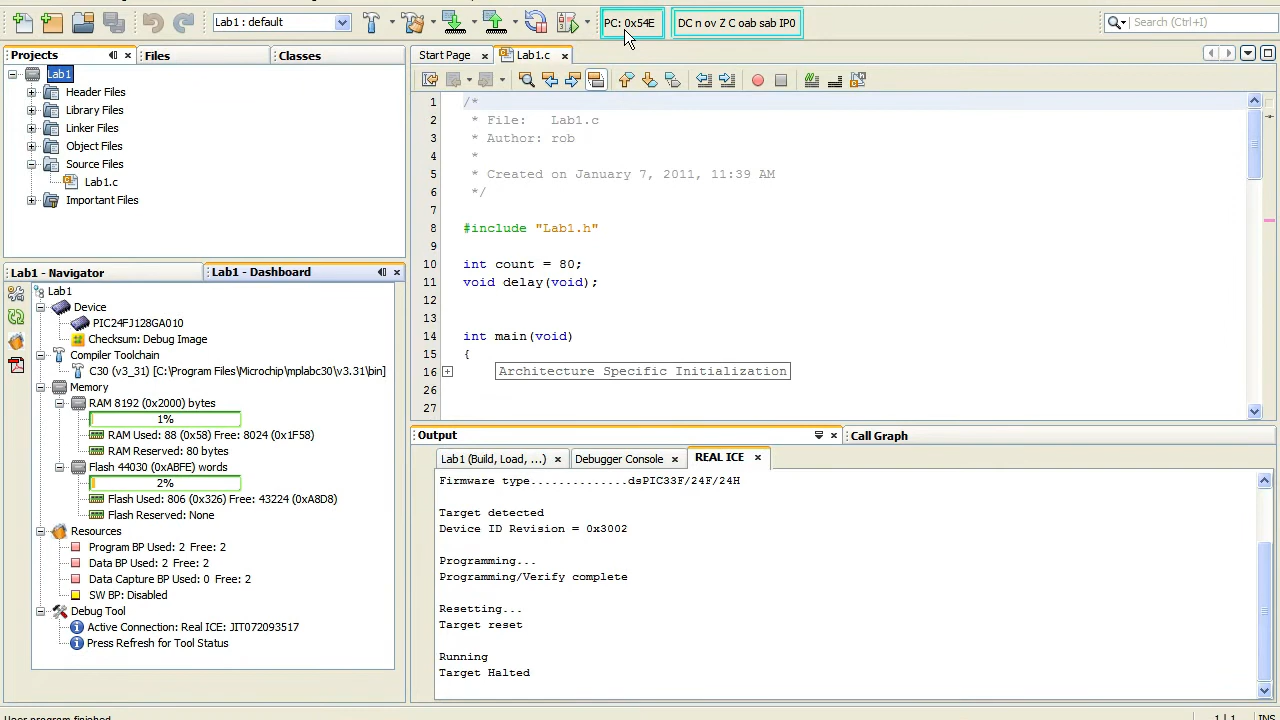 Lab1 : default
PC: 0x54E
DC n ov Z C oab sab IP0
Search (Ctrl+I)
Projects
Files
Classes
Lab1
Header Files
Library Files
Linker Files
Object Files
Source Files
Lab1.c
Important Files
Lab1 - Navigator
Lab1 - Dashboard
Lab1
Device
PIC24FJ128GA010
Checksum: Debug Image
Compiler Toolchain
C30 (v3_31) [C:\Program Files\Microchip\mplabc30\v3.31\bin]
Memory
RAM 8192 (0x2000) bytes
1%
RAM Used: 88 (0x58) Free: 8024 (0x1F58)
RAM Reserved: 80 bytes
Flash 44030 (0xABFE) words
2%
Flash Used: 806 (0x326) Free: 43224 (0xA8D8)
Flash Reserved: None
Resources
Program BP Used: 2 Free: 2
Data BP Used: 2 Free: 2
Data Capture BP Used: 0 Free: 2
SW BP: Disabled
Debug Tool
Active Connection: Real ICE: JIT072093517
Press Refresh for Tool Status
Start Page
Lab1.c
1 /*
2 * File: Lab1.c
3 * Author: rob
4 *
5 * Created on January 7, 2011, 11:39 AM
6 */
7
8 #include "Lab1.h"
9
10 int count = 80;
11 void delay(void);
12
13
14 int main(void)
15 {
16 Architecture Specific Initialization
26
27
Output
Call Graph
Lab1 (Build, Load, ...)
Debugger Console
REAL ICE
Firmware type..............dsPIC33F/24F/24H
Target detected
Device ID Revision = 0x3002
Programming...
Programming/Verify complete
Resetting...
Target reset
Running
Target Halted
User program finished
1 | 1
INS